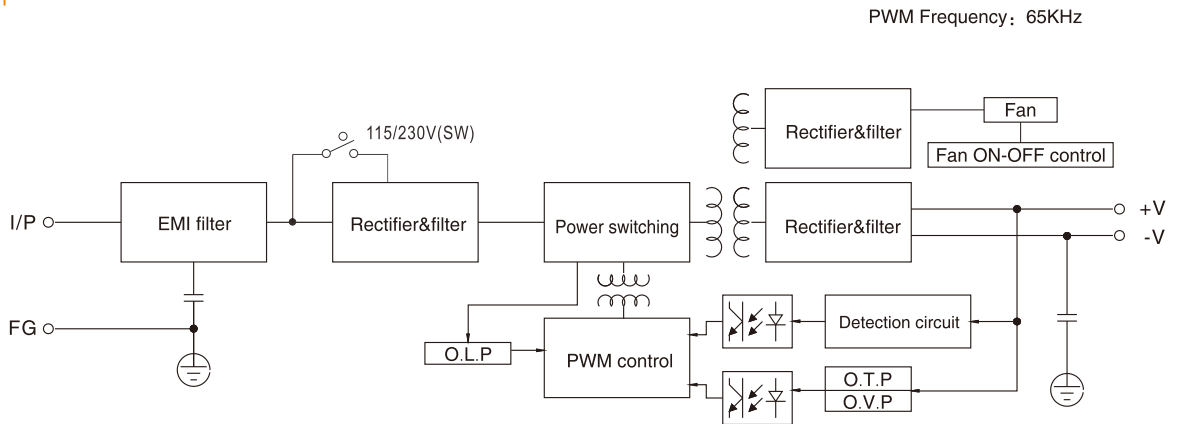 PWM Frequency：65KHz
115/230V(SW)
Rectifier&filter
Fan
Fan ON-OFF control
I/P
EMI filter
Rectifier&filter
Power switching
Rectifier&filter
+V
-V
FG
O.L.P
PWM control
Detection circuit
O.T.P
O.V.P